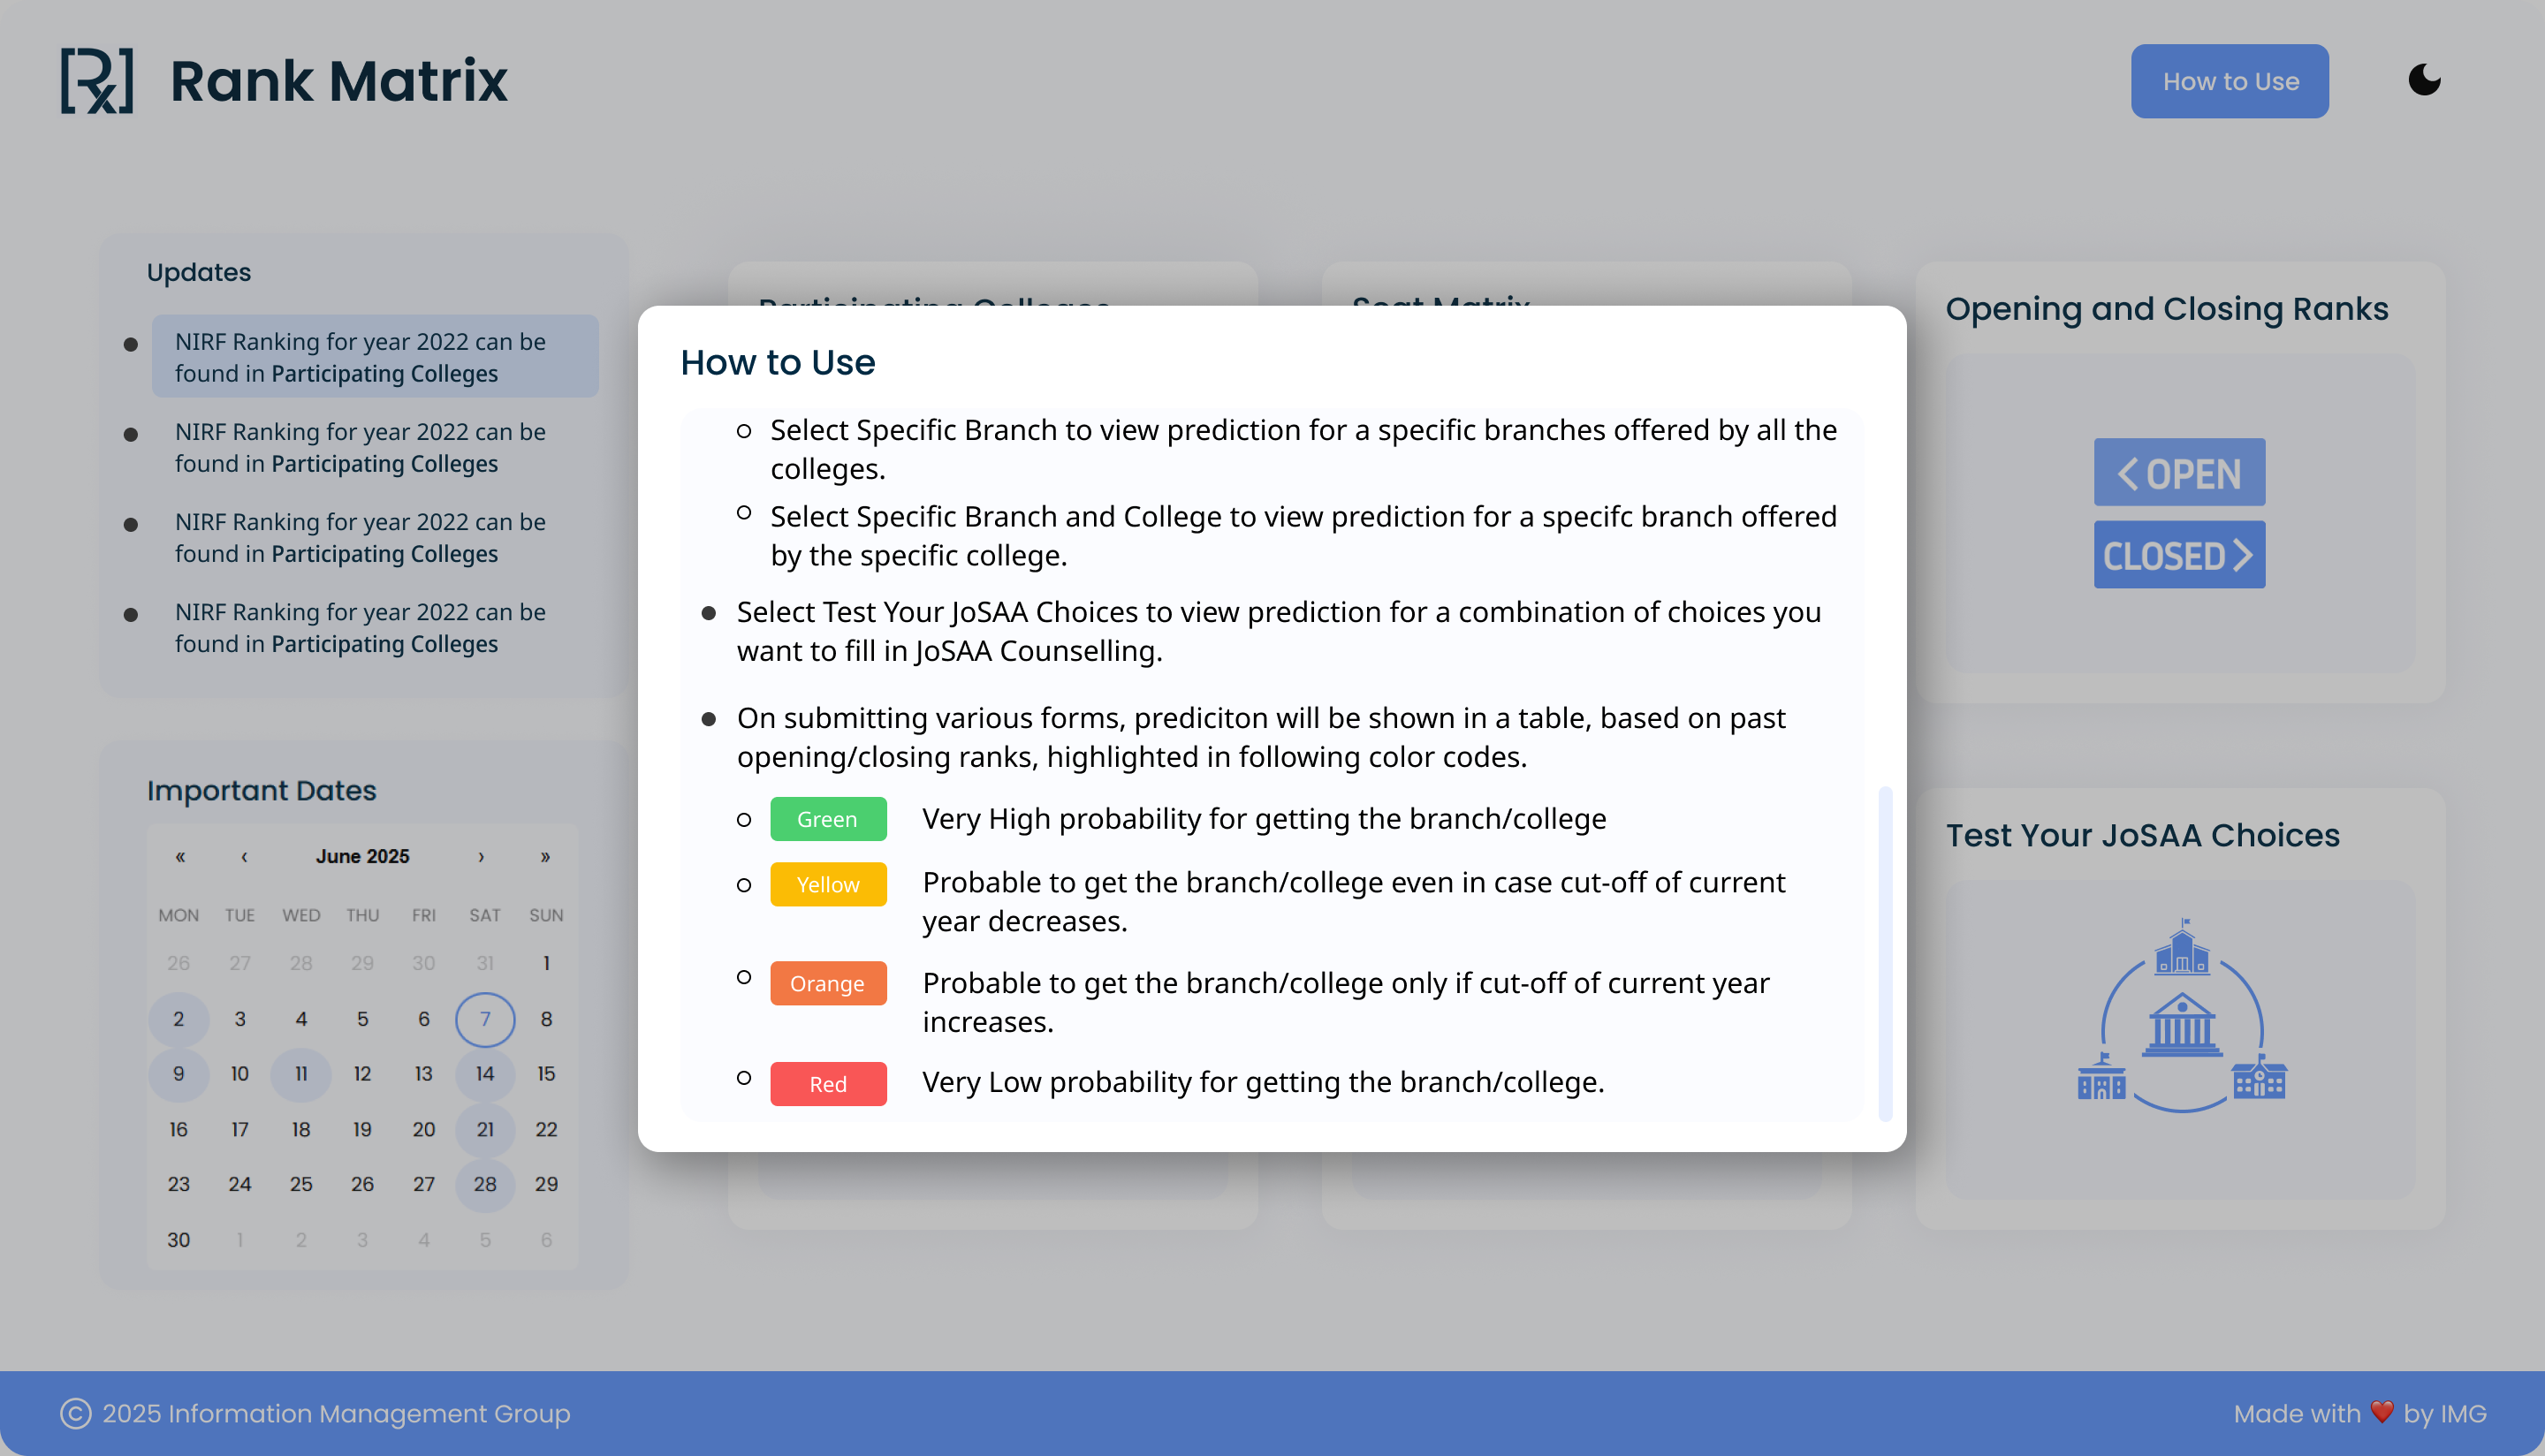 Rank Matrix
How to Use
Updates
NIRF Ranking for year 2022 can be
found in Participating Colleges
NIRF Ranking for year 2022 can be
found in Participating Colleges
NIRF Ranking for year 2022 can be
found in Participating Colleges
NIRF Ranking for year 2022 can be
found in Participating Colleges
Important Dates
« ‹ June 2025 › »
MON TUE WED THU FRI SAT SUN
26 27 28 29 30 31 1
2 3 4 5 6 7 8
9 10 11 12 13 14 15
16 17 18 19 20 21 22
23 24 25 26 27 28 29
30 1 2 3 4 5 6
Participating Colleges
Seat Matrix
Opening and Closing Ranks
< OPEN
CLOSED >
Test Your JoSAA Choices
How to Use
Select Specific Branch to view prediction for a specific branches offered by all the
colleges.
Select Specific Branch and College to view prediction for a specifc branch offered
by the specific college.
Select Test Your JoSAA Choices to view prediction for a combination of choices you
want to fill in JoSAA Counselling.
On submitting various forms, prediciton will be shown in a table, based on past
opening/closing ranks, highlighted in following color codes.
Green Very High probability for getting the branch/college
Yellow Probable to get the branch/college even in case cut-off of current
year decreases.
Orange Probable to get the branch/college only if cut-off of current year
increases.
Red Very Low probability for getting the branch/college.
© 2025 Information Management Group
Made with ❤️ by IMG